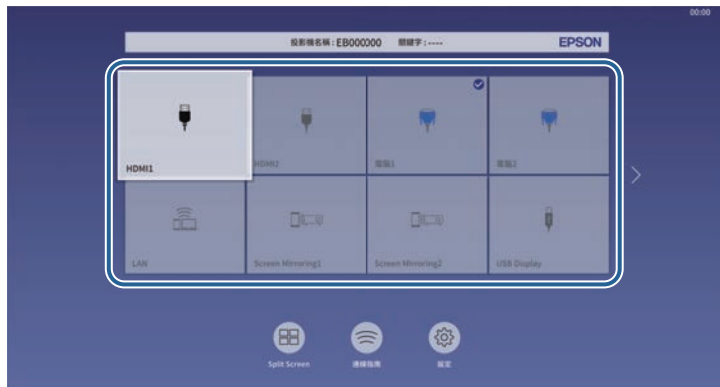 00:00
投影機名稱 : EB000000 關鍵字 : ---- EPSON
HDMI1 HDMI2 電腦1 電腦2
LAN Screen Mirroring1 Screen Mirroring2 USB Display
Split Screen 連線指南 設定